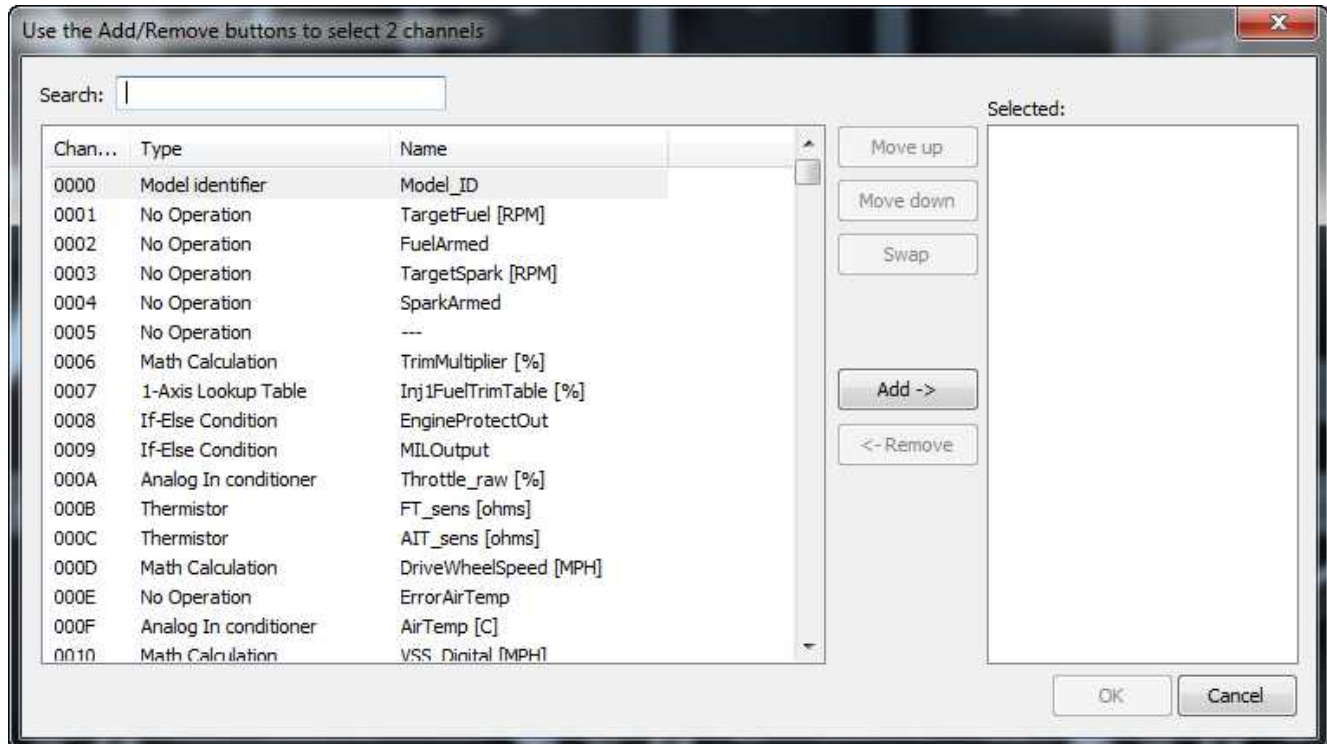 Use the Add/Remove buttons to select 2 channels
Search:
Selected:
Chan... Type Name
0000 Model identifier Model_ID
0001 No Operation TargetFuel [RPM]
0002 No Operation FuelArmed
0003 No Operation TargetSpark [RPM]
0004 No Operation SparkArmed
0005 No Operation ---
0006 Math Calculation TrimMultiplier [%]
0007 1-Axis Lookup Table Inj1FuelTrimTable [%]
0008 If-Else Condition EngineProtectOut
0009 If-Else Condition MILOutput
000A Analog In conditioner Throttle_raw [%]
000B Thermistor FT_sens [ohms]
000C Thermistor AIT_sens [ohms]
000D Math Calculation DriveWheelSpeed [MPH]
000E No Operation ErrorAirTemp
000F Analog In conditioner AirTemp [C]
0010 Math Calculation VSS_Digital [MPH]
Move up
Move down
Swap
Add ->
<- Remove
OK Cancel